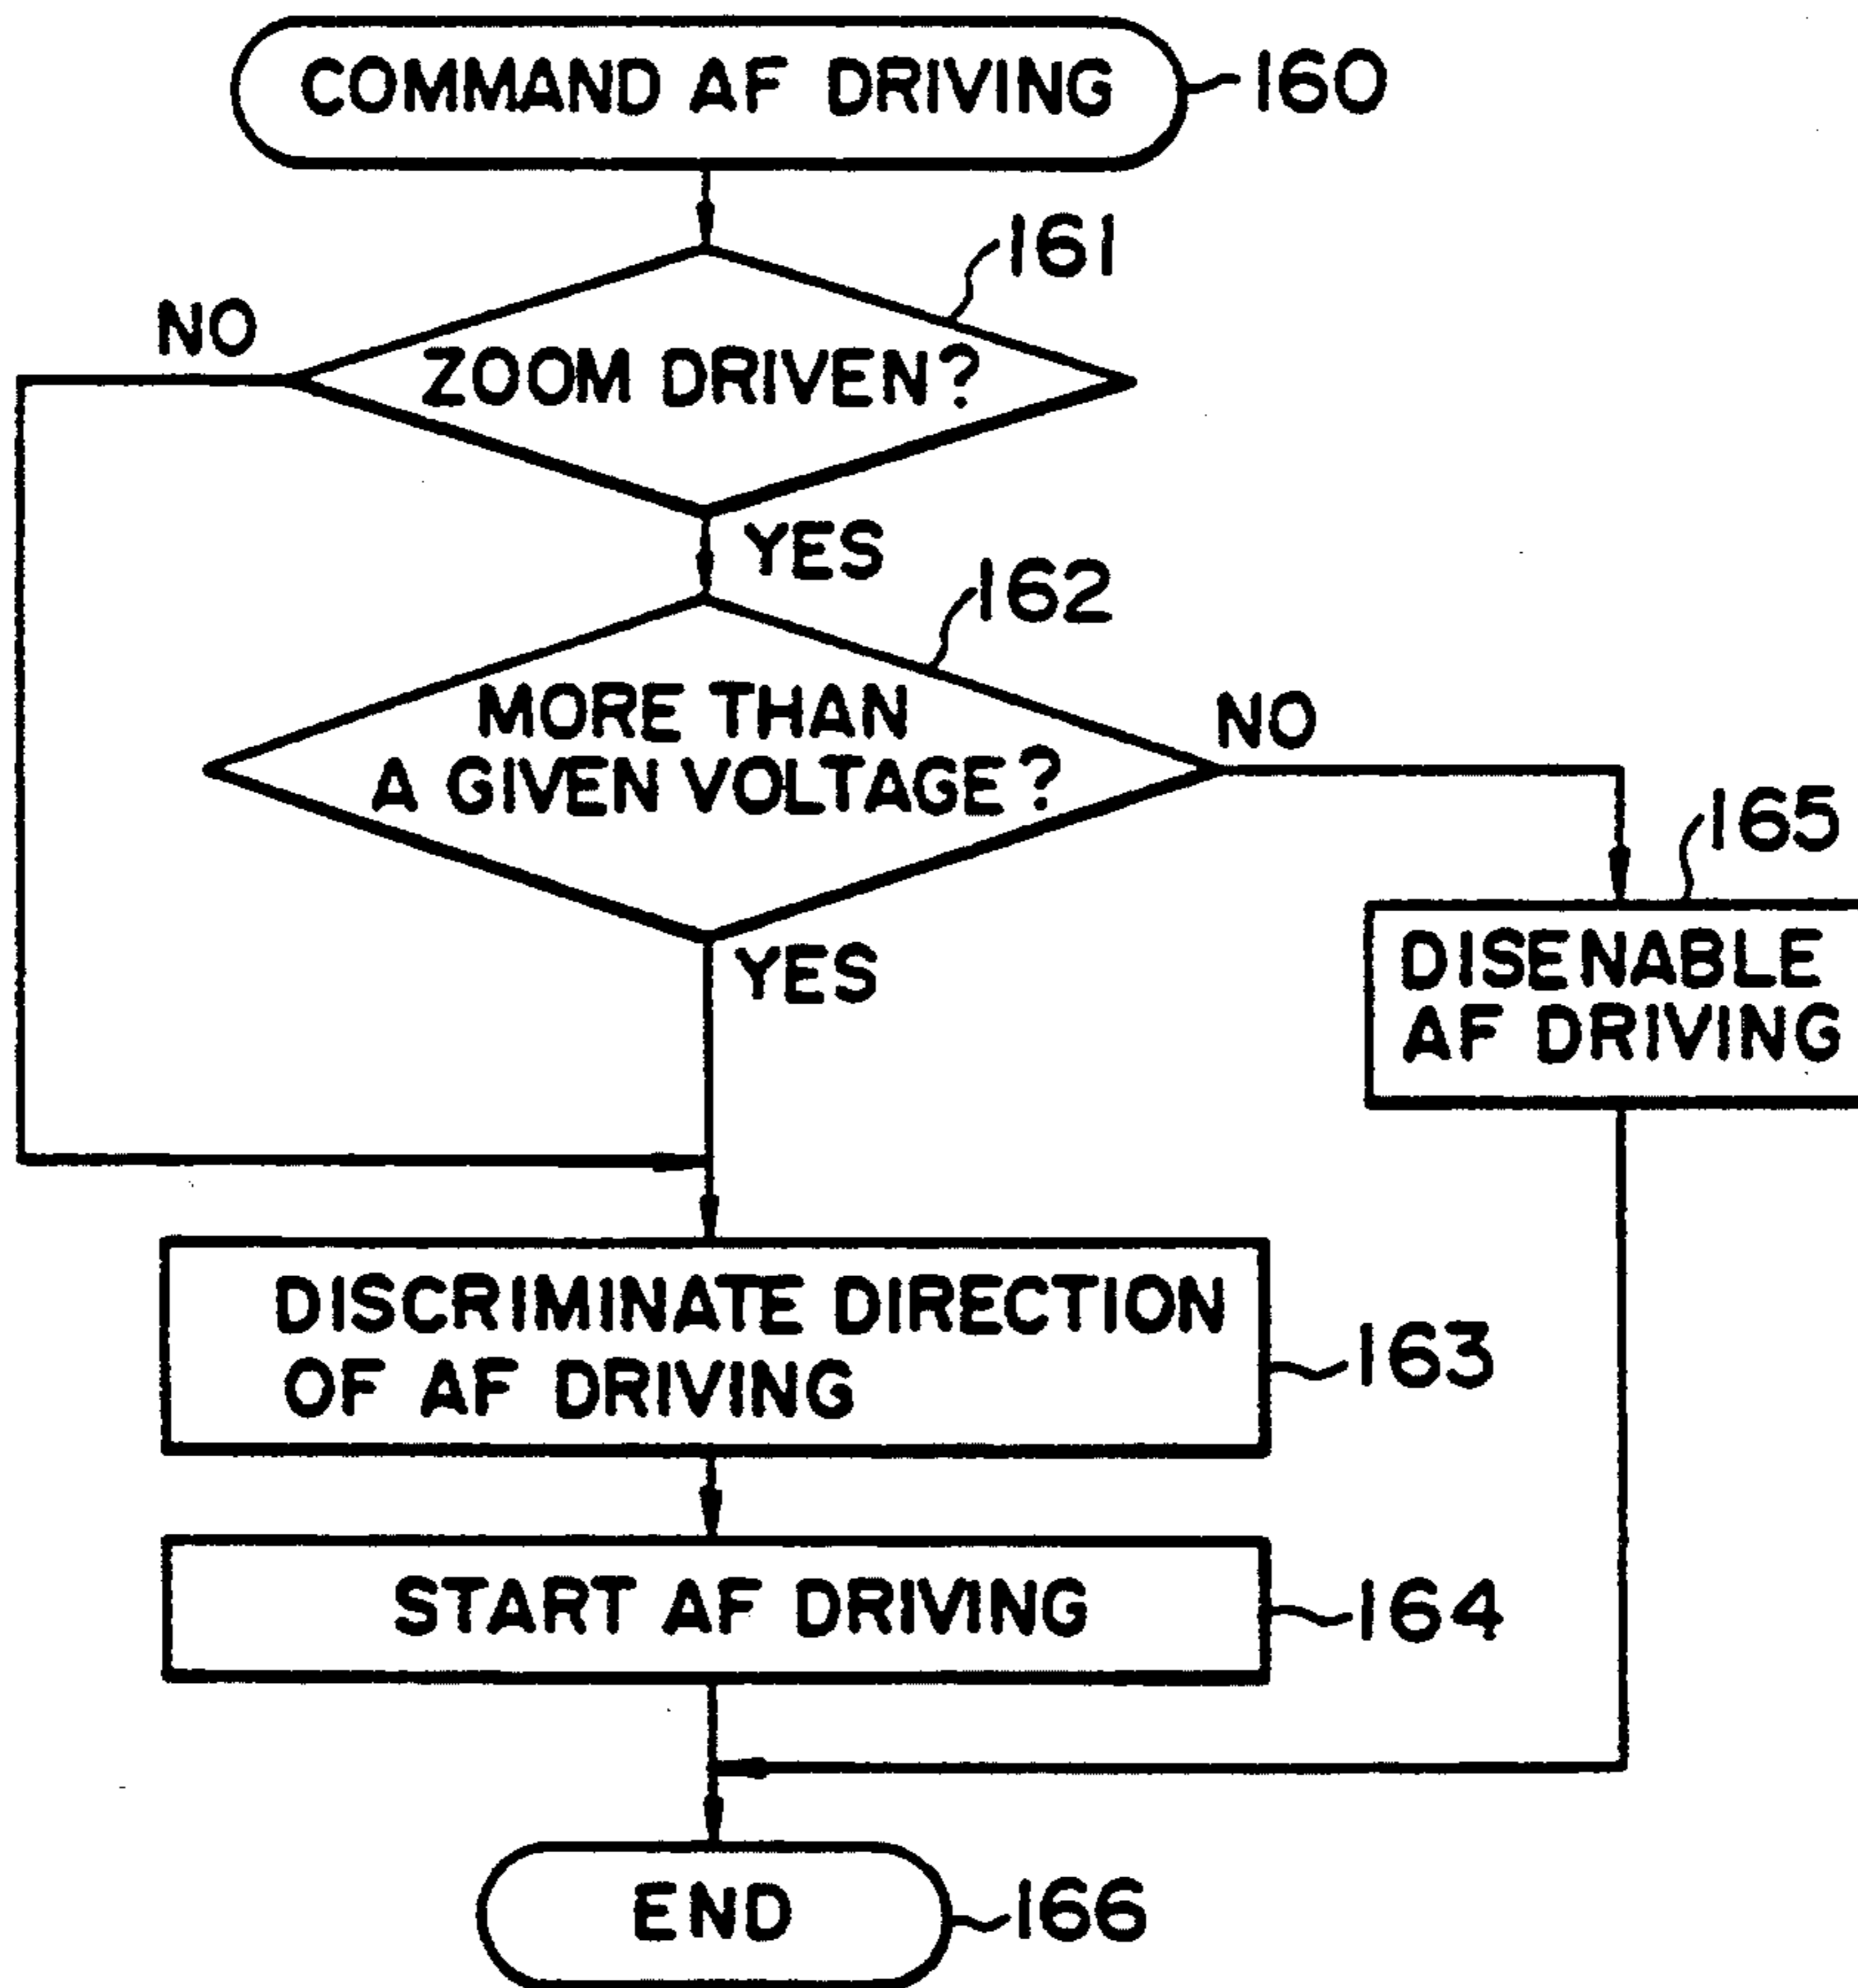 COMMAND AF DRIVING
160
161
NO
ZOOM DRIVEN?
YES
162
MORE THAN
A GIVEN VOLTAGE?
NO
165
YES
DISENABLE
AF DRIVING
DISCRIMINATE DIRECTION
OF AF DRIVING
163
START AF DRIVING
164
END
166